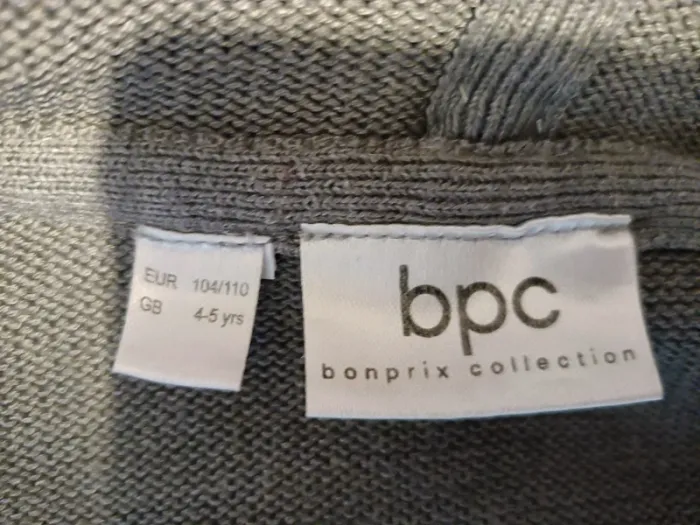 EUR 104/110
GB 4-5 yrs
bpc
bonprix collection